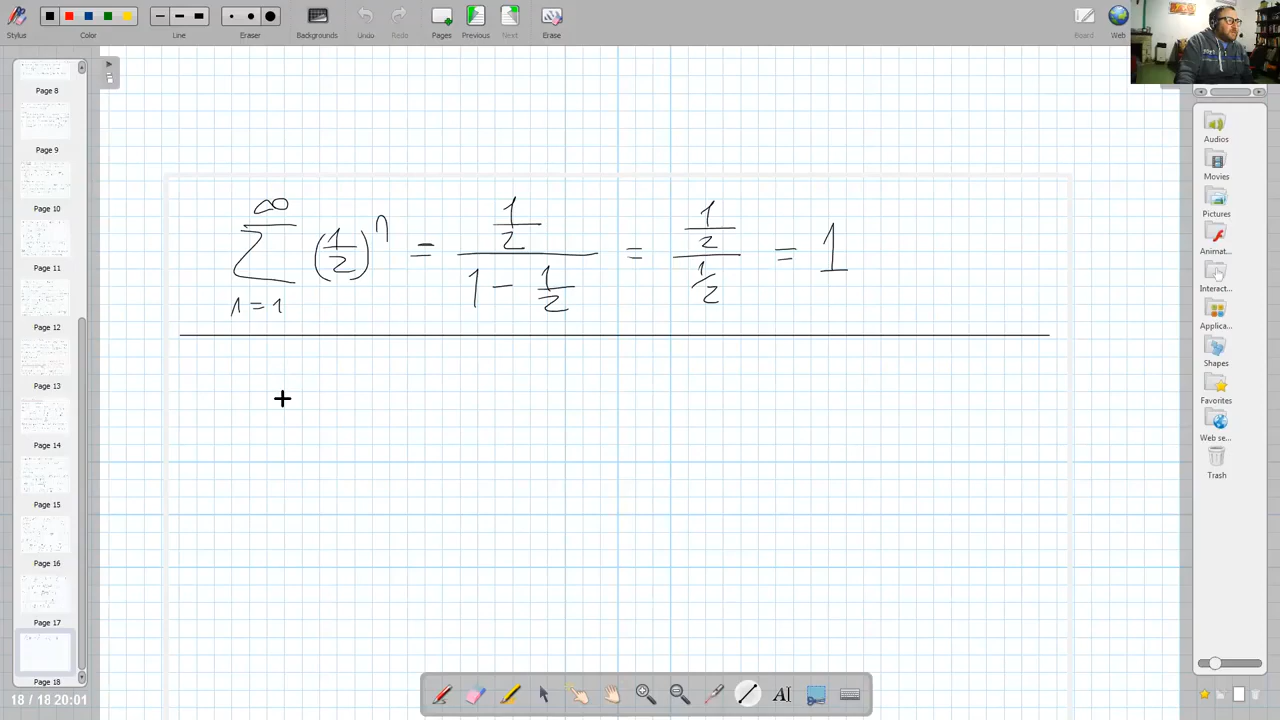 Stylus Color Line Eraser Backgrounds Undo Redo Pages Previous Next Erase Board Web
Page 8
Page 9
Page 10
Page 11
Page 12
Page 13
Page 14
Page 15
Page 16
Page 17
Page 18
18 / 18 20:01
∞
∑ (1/2)^n = (1/2)/(1 - 1/2) = (1/2)/(1/2) = 1
n = 1
Audios
Movies
Pictures
Animat...
Interact...
Applica...
Shapes
Favorites
Web se...
Trash
AI